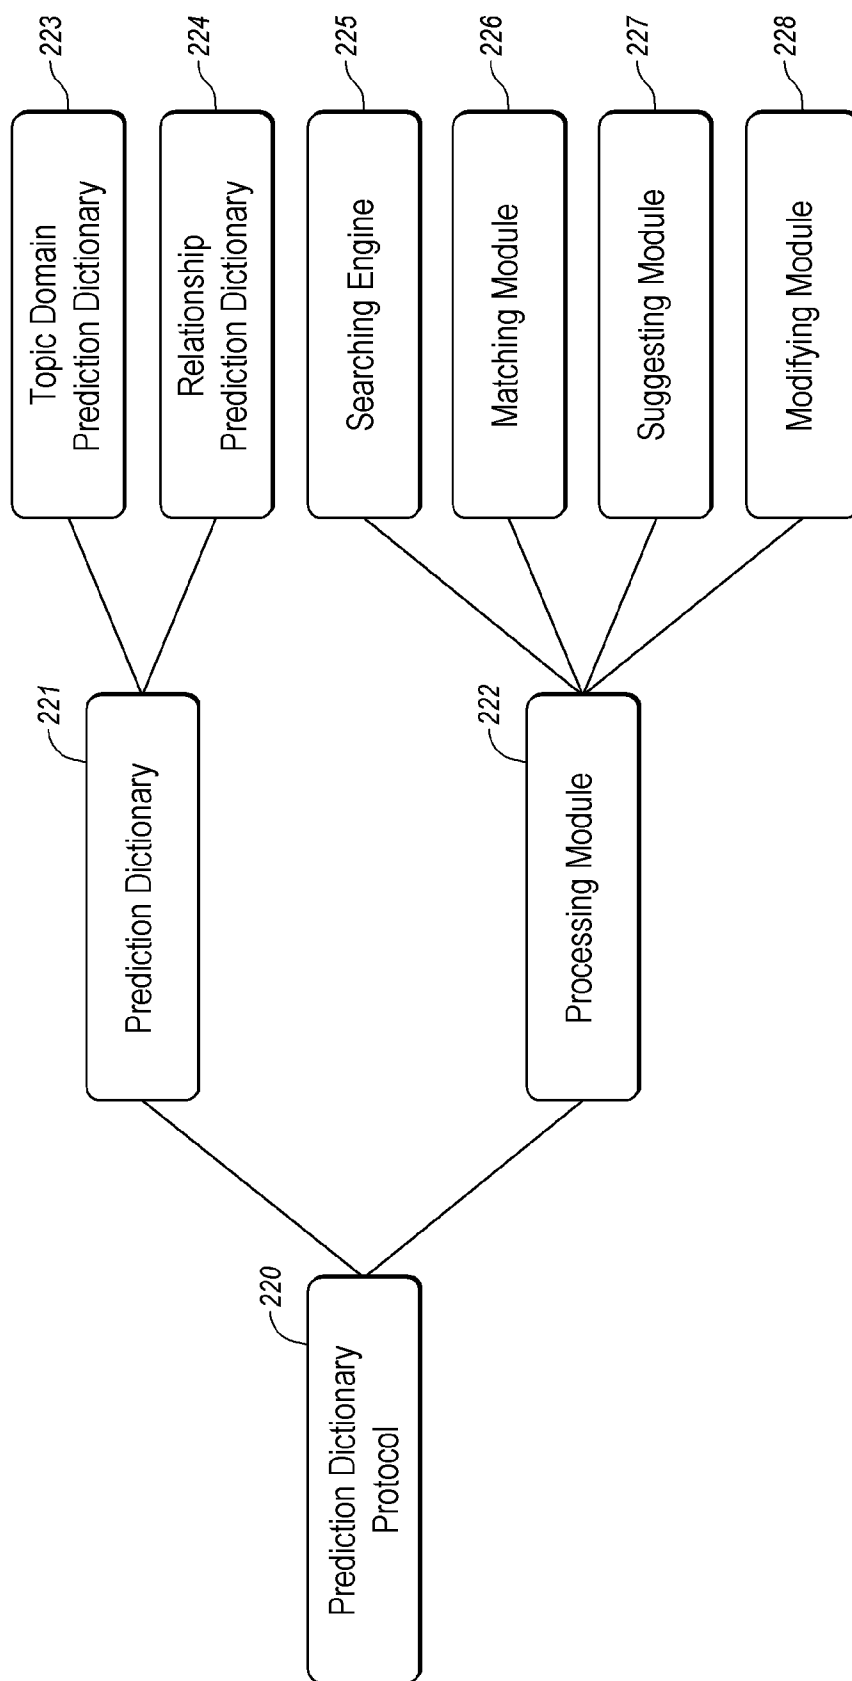 220
Prediction Dictionary
Protocol
221
Prediction Dictionary
222
Processing Module
223
Topic Domain
Prediction Dictionary
224
Relationship
Prediction Dictionary
225
Searching Engine
226
Matching Module
227
Suggesting Module
228
Modifying Module